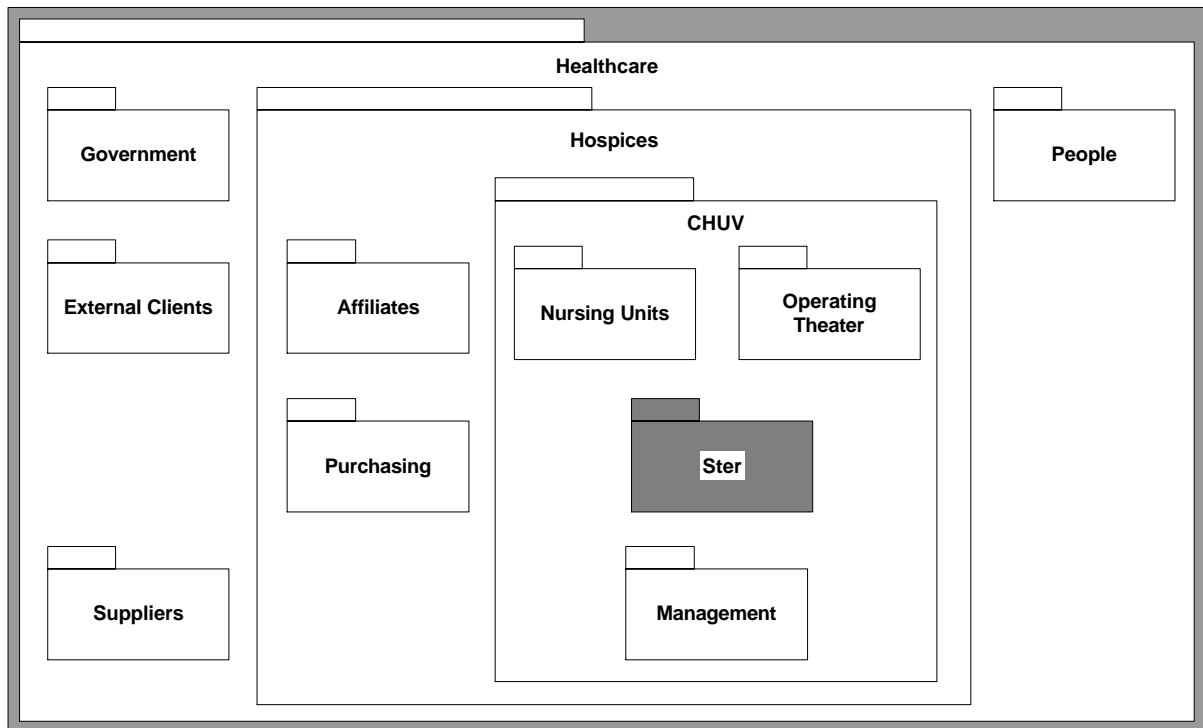 Healthcare
Government
Hospices
People
CHUV
External Clients
Affiliates
Nursing Units
Operating
Theater
Purchasing
Ster
Suppliers
Management